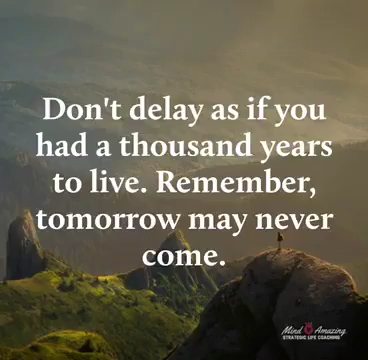 Don't delay as if you
had a thousand years
to live. Remember,
tomorrow may never
come.
Mind Amazing
STRATEGIC LIFE COACHING